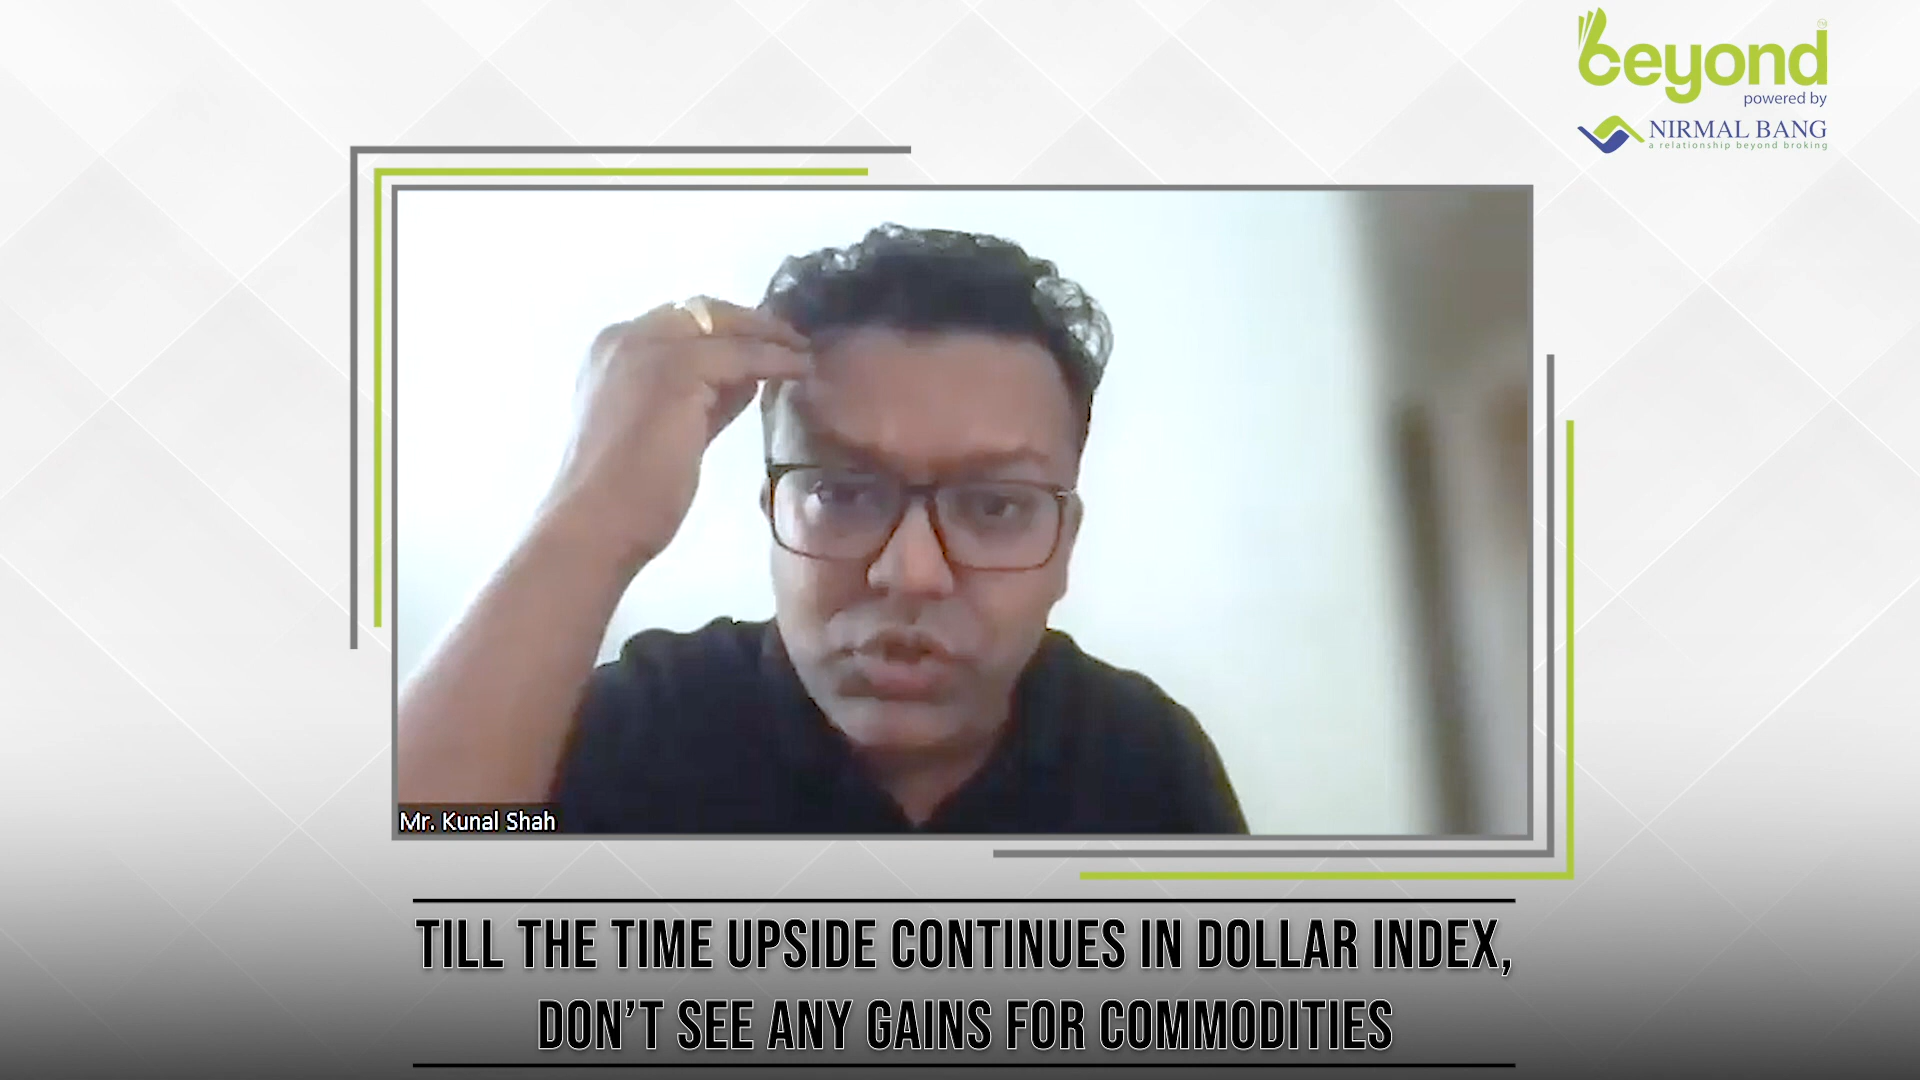 beyond
powered by
NIRMAL BANG
a relationship beyond broking
Mr. Kunal Shah
TILL THE TIME UPSIDE CONTINUES IN DOLLAR INDEX,
DON'T SEE ANY GAINS FOR COMMODITIES